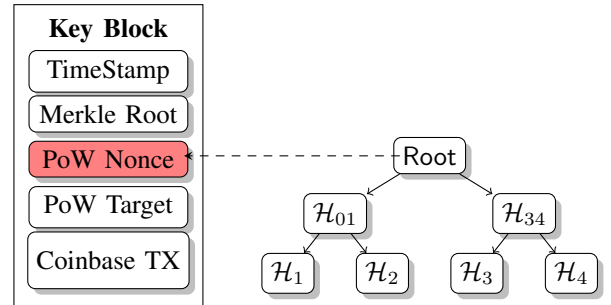 Key Block
TimeStamp
Merkle Root
PoW Nonce
PoW Target
Coinbase TX
Root
ℋ₀₁ ℋ₃₄
ℋ₁ ℋ₂ ℋ₃ ℋ₄